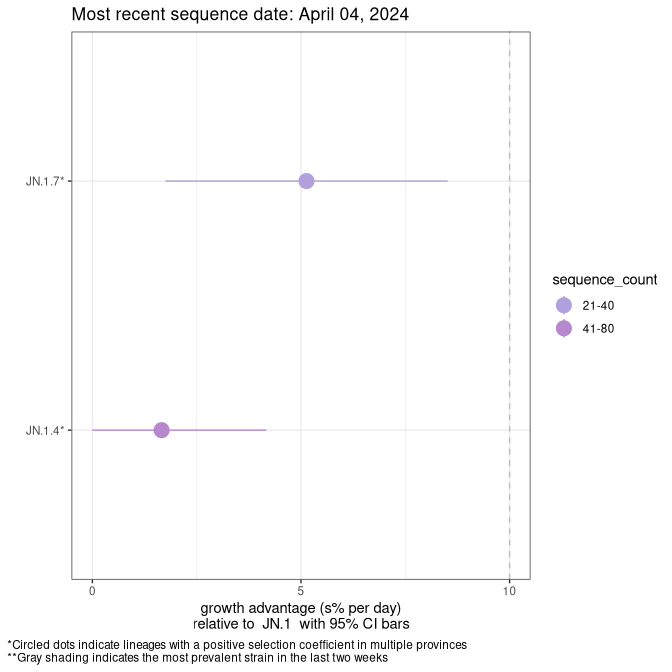 Most recent sequence date: April 04, 2024
JN.1.7*
JN.1.4*
0
5
10
growth advantage (s% per day)
relative to JN.1 with 95% CI bars
sequence_count
21-40
41-80
*Circled dots indicate lineages with a positive selection coefficient in multiple provinces
**Gray shading indicates the most prevalent strain in the last two weeks